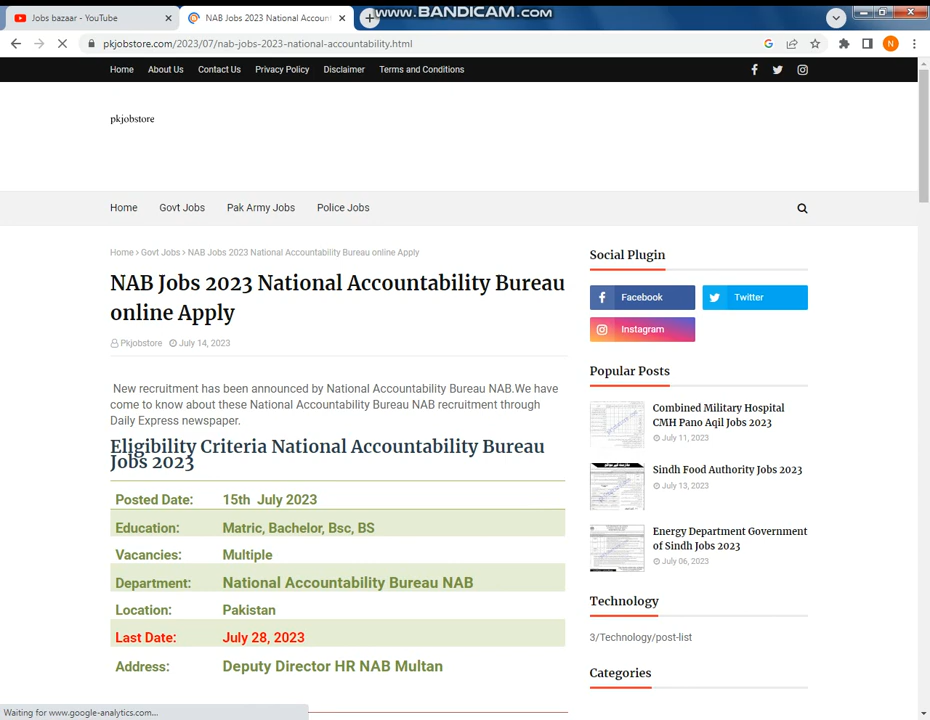 Jobs bazaar - YouTube
NAB Jobs 2023 National Account
www.BANDICAM.com
pkjobstore.com/2023/07/nab-jobs-2023-national-accountability.html
N
Home About Us Contact Us Privacy Policy Disclaimer Terms and Conditions
pkjobstore
Home Govt Jobs Pak Army Jobs Police Jobs
Home › Govt Jobs › NAB Jobs 2023 National Accountability Bureau online Apply
NAB Jobs 2023 National Accountability Bureau
online Apply
Pkjobstore July 14, 2023
New recruitment has been announced by National Accountability Bureau NAB.We have
come to know about these National Accountability Bureau NAB recruitment through
Daily Express newspaper.
Eligibility Criteria National Accountability Bureau
Jobs 2023
Posted Date: 15th July 2023
Education: Matric, Bachelor, Bsc, BS
Vacancies: Multiple
Department: National Accountability Bureau NAB
Location: Pakistan
Last Date: July 28, 2023
Address: Deputy Director HR NAB Multan
Social Plugin
Facebook Twitter
Instagram
Popular Posts
Combined Military Hospital
CMH Pano Aqil Jobs 2023
July 11, 2023
Sindh Food Authority Jobs 2023
July 13, 2023
Energy Department Government
of Sindh Jobs 2023
July 06, 2023
Technology
3/Technology/post-list
Categories
Waiting for www.google-analytics.com...